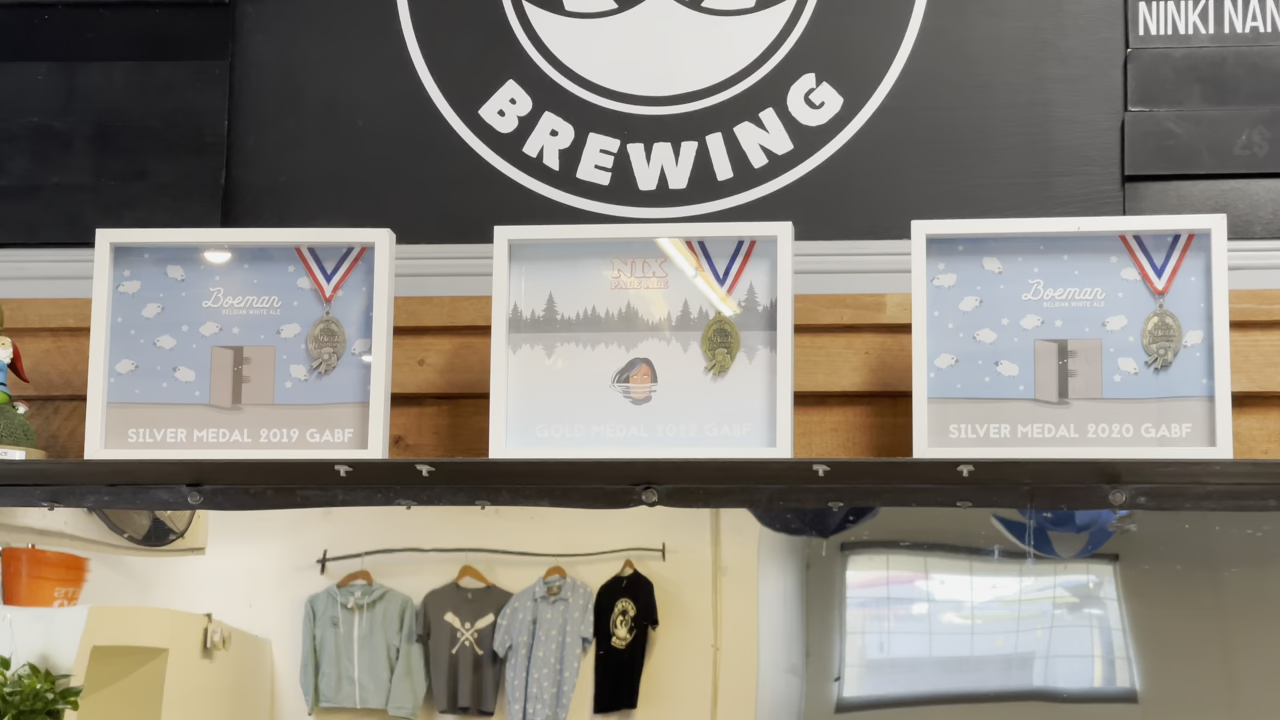 BREWING
NINKI NAN
Boeman
BELGIAN WHITE ALE
SILVER MEDAL 2019 GABF
NIX
PALE ALE
GOLD MEDAL 2022 GABF
Boeman
BELGIAN WHITE ALE
SILVER MEDAL 2020 GABF